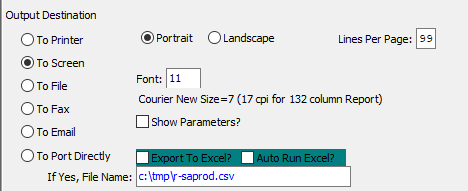 Output Destination
To Printer
Portrait
Landscape
Lines Per Page: 99
To Screen
To File
Font: 11
Courier New Size=7 (17 cpi for 132 column Report)
To Fax
Show Parameters?
To Email
To Port Directly
Export To Excel?
Auto Run Excel?
If Yes, File Name: c:\tmp\r-saprod.csv